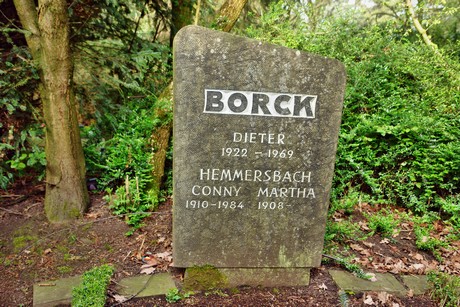 BORCK
DIETER
1922 - 1969
HEMMERSBACH
CONNY MARTHA
1910-1984 1908-